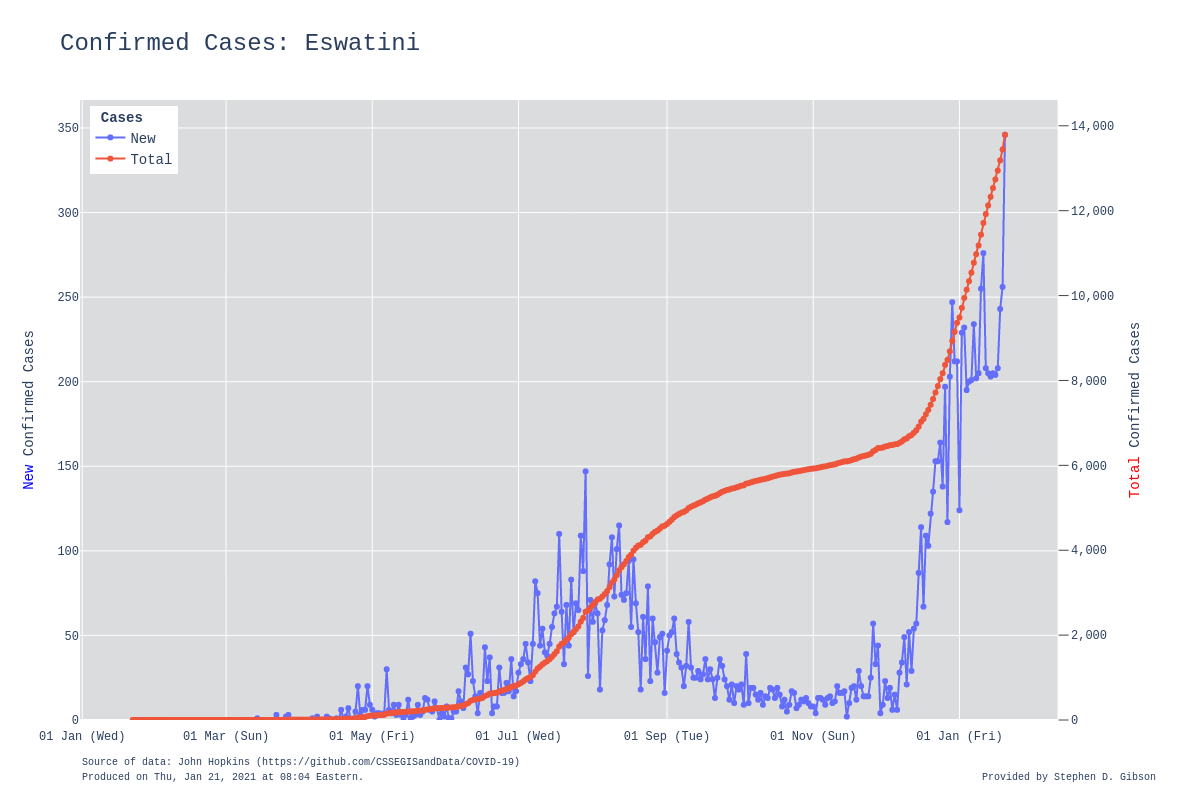 Confirmed Cases: Eswatini
Cases
New
Total
350
300
250
200
150
100
50
0
14,000
12,000
10,000
8,000
6,000
4,000
2,000
0
New Confirmed Cases
Total Confirmed Cases
01 Jan (Wed) 01 Mar (Sun) 01 May (Fri) 01 Jul (Wed) 01 Sep (Tue) 01 Nov (Sun) 01 Jan (Fri)
Source of data: John Hopkins (https://github.com/CSSEGISandData/COVID-19)
Produced on Thu, Jan 21, 2021 at 08:04 Eastern.
Provided by Stephen D. Gibson